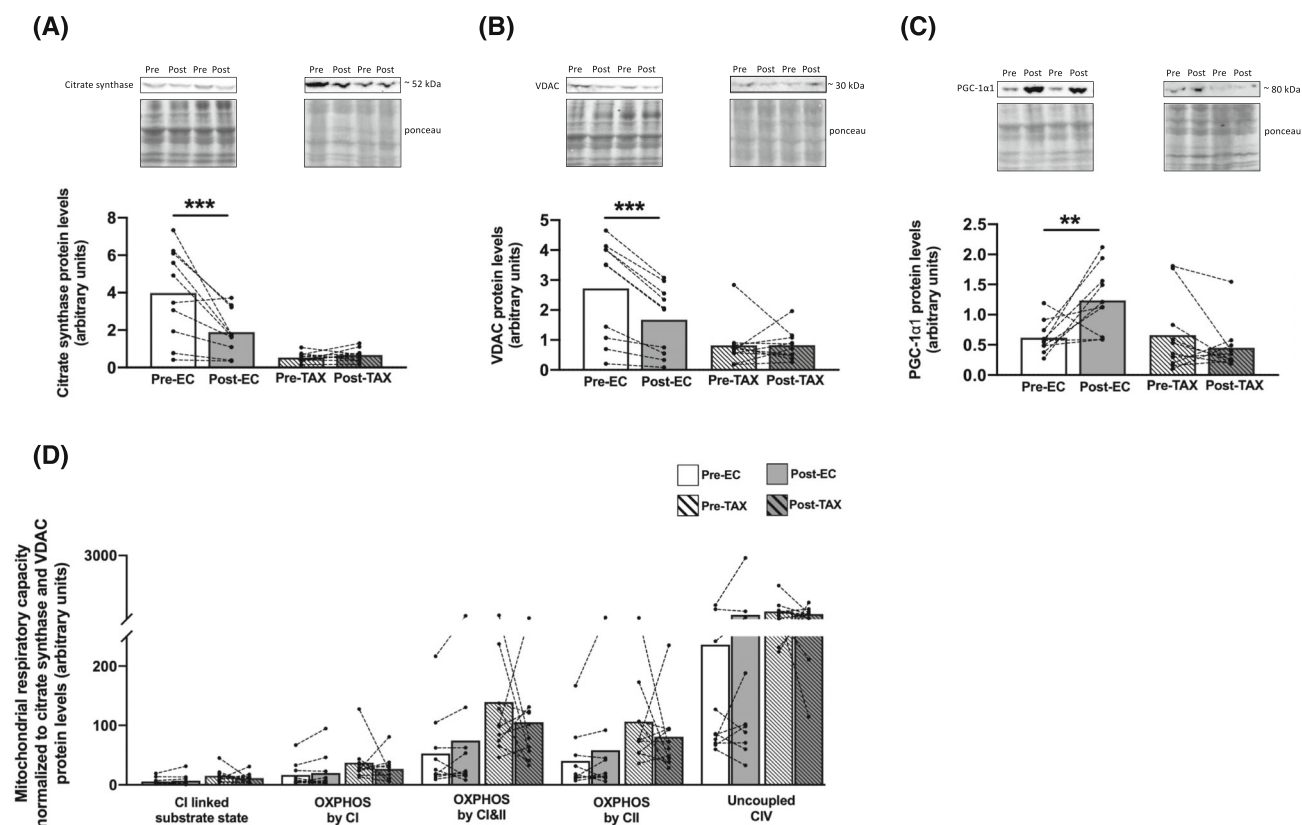 (A)
Pre Post Pre Post
Pre Post Pre Post
Citrate synthase
~ 52 kDa
ponceau
***
Citrate synthase protein levels
(arbitrary units)
8
6
4
2
0
Pre-EC Post-EC Pre-TAX Post-TAX
(B)
Pre Post Pre Post
Pre Post Pre Post
VDAC
~ 30 kDa
ponceau
***
VDAC protein levels
(arbitrary units)
5
4
3
2
1
0
Pre-EC Post-EC Pre-TAX Post-TAX
(C)
Pre Post Pre Post
Pre Post Pre Post
PGC-1α1
~ 80 kDa
ponceau
**
PGC-1α1 protein levels
(arbitrary units)
2.5
2.0
1.5
1.0
0.5
0.0
Pre-EC Post-EC Pre-TAX Post-TAX
(D)
Pre-EC Post-EC
Pre-TAX Post-TAX
Mitochondrial respiratory capacity
normalized to citrate synthase and VDAC
protein levels (arbitrary units)
3000
200
100
0
CI linked
substrate state
OXPHOS
by CI
OXPHOS
by CI&II
OXPHOS
by CII
Uncoupled
CIV